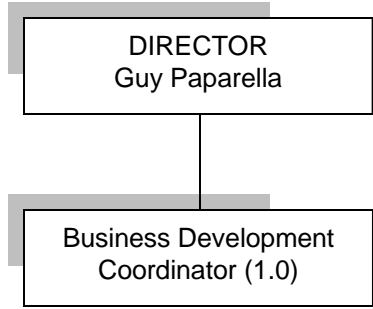 DIRECTOR
Guy Paparella
Business Development
Coordinator (1.0)